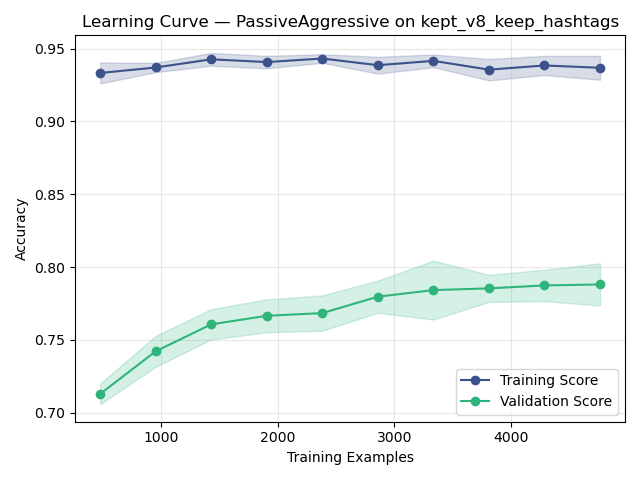 Learning Curve — PassiveAggressive on kept_v8_keep_hashtags
0.95
0.90
0.85
0.80
0.75
0.70
Accuracy
1000
2000
3000
4000
Training Examples
Training Score
Validation Score